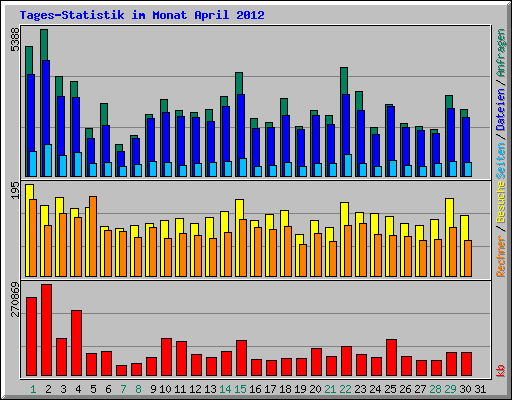 Tages-Statistik im Monat April 2012
5388
195
270869
Rechner / Besuche Seiten / Dateien / Anfragen
kb
1 2 3 4 5 6 7 8 9 10 11 12 13 14 15 16 17 18 19 20 21 22 23 24 25 26 27 28 29 30 31